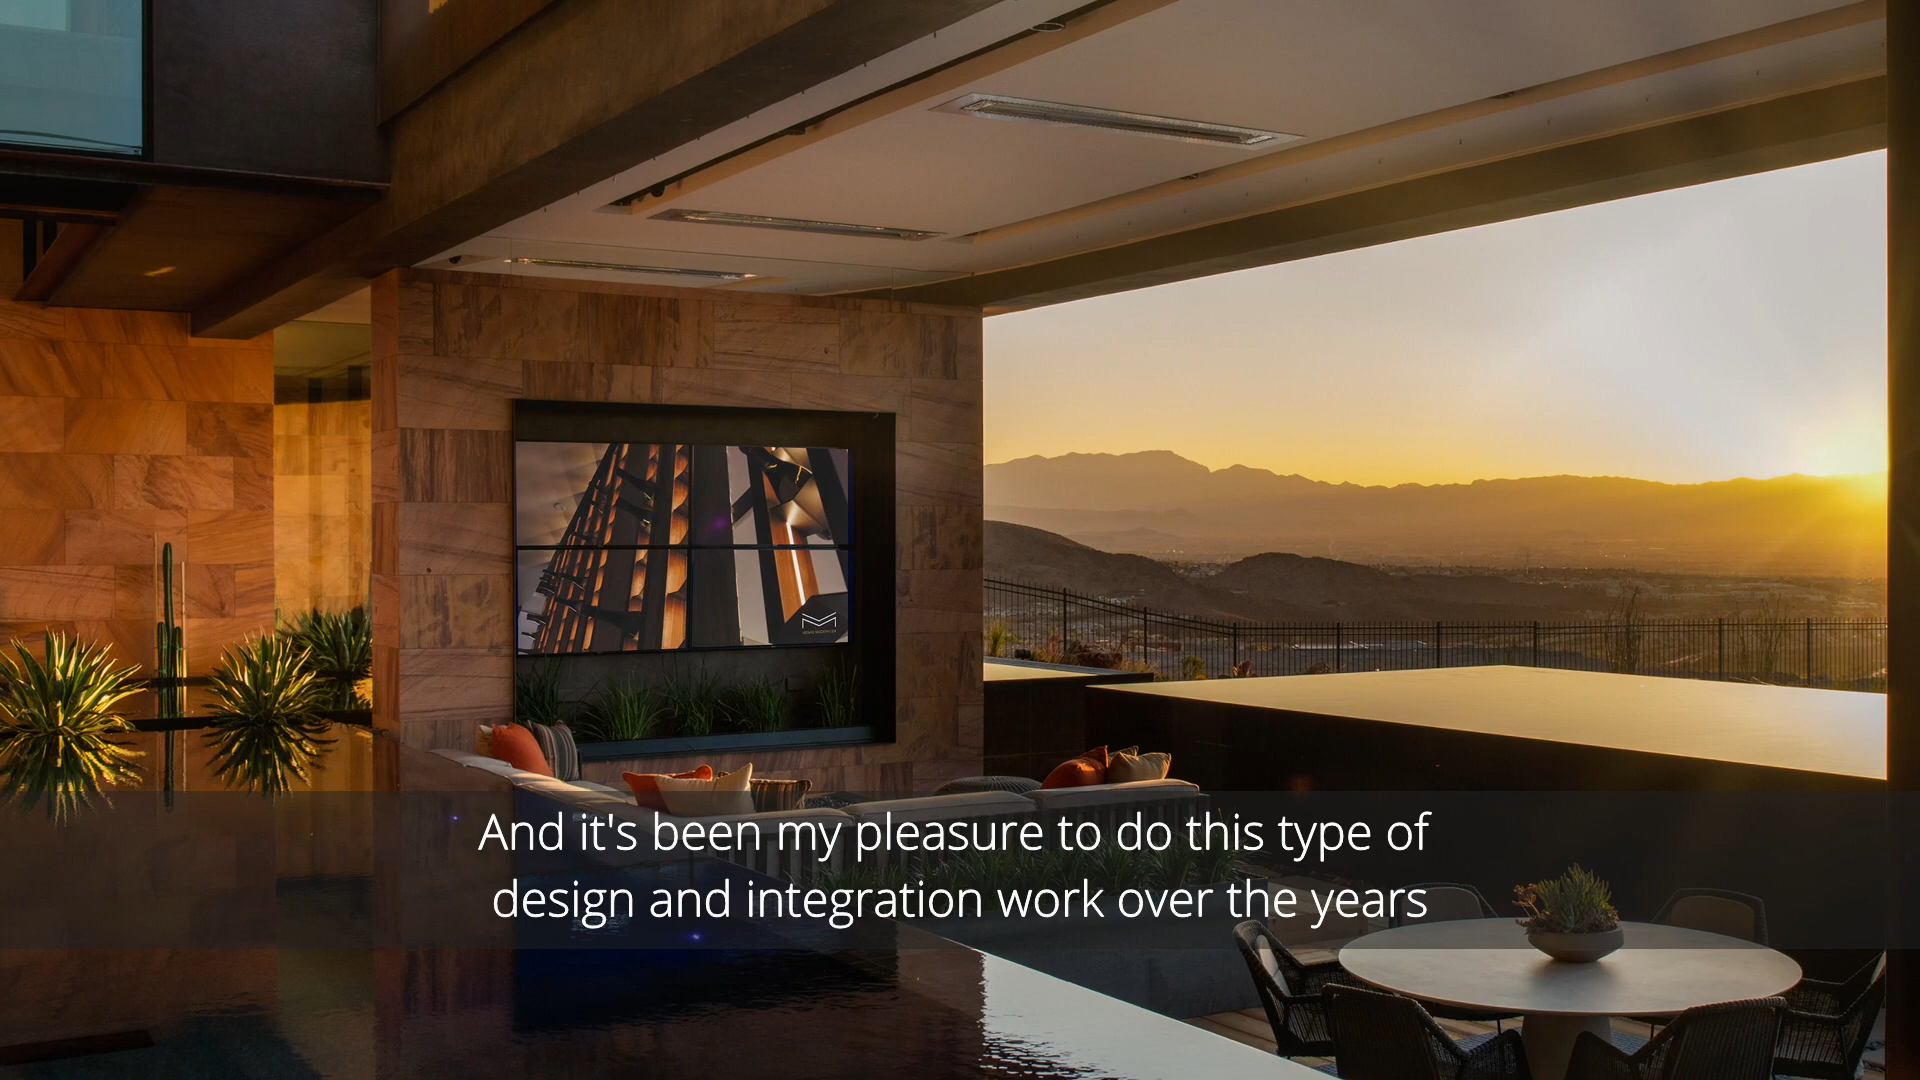 And it's been my pleasure to do this type of
design and integration work over the years